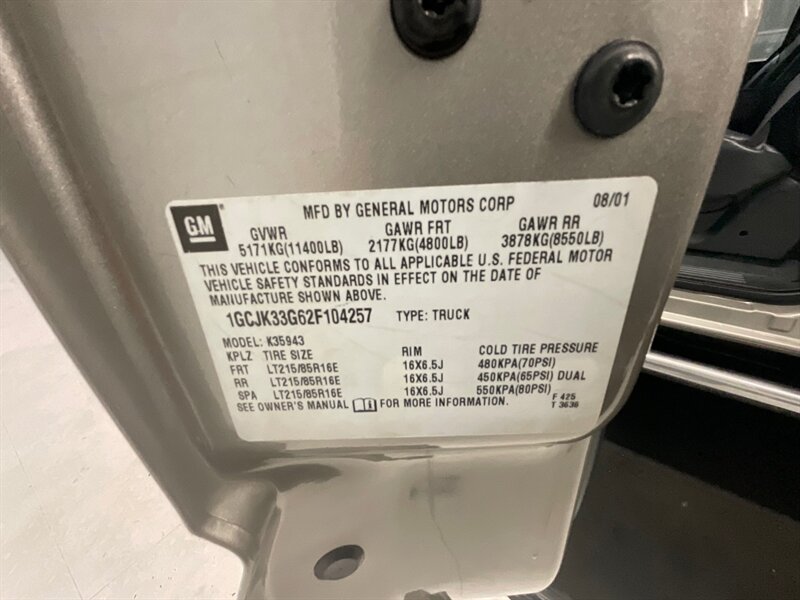 GM
MFD BY GENERAL MOTORS CORP 08/01
GVWR GAWR FRT GAWR RR
5171KG(11400LB) 2177KG(4800LB) 3878KG(8550LB)
THIS VEHICLE CONFORMS TO ALL APPLICABLE U.S. FEDERAL MOTOR
VEHICLE SAFETY STANDARDS IN EFFECT ON THE DATE OF
MANUFACTURE SHOWN ABOVE.
1GCJK33G62F104257 TYPE: TRUCK
MODEL: K35943
KPLZ TIRE SIZE RIM COLD TIRE PRESSURE
FRT LT215/85R16E 16X6.5J 480KPA(70PSI)
RR LT215/85R16E 16X6.5J 450KPA(65PSI) DUAL
SPA LT215/85R16E 16X6.5J 550KPA(80PSI)
SEE OWNER'S MANUAL FOR MORE INFORMATION.
F 425
T 3636